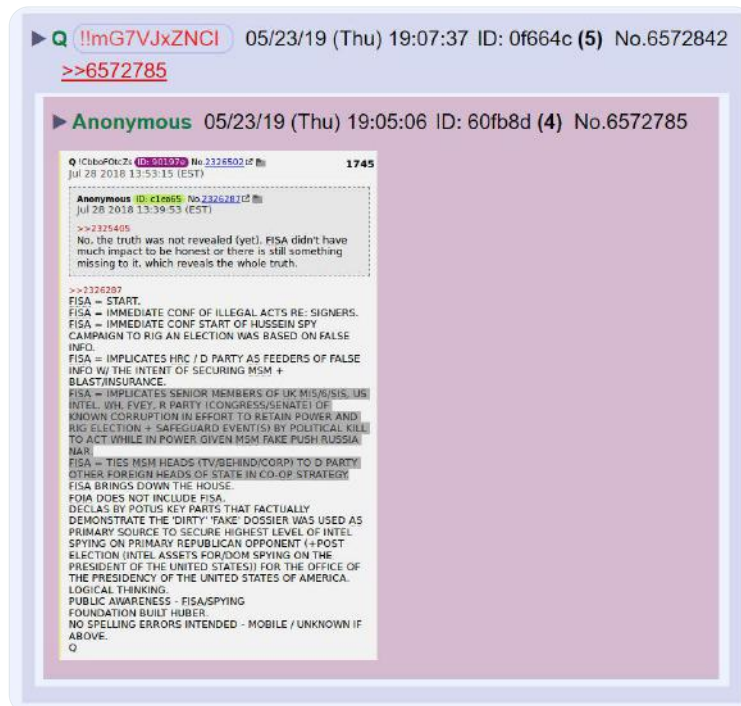 Q !!mG7VJxZNCI 05/23/19 (Thu) 19:07:37 ID: 0f664c (5) No.6572842
>>6572785
Anonymous 05/23/19 (Thu) 19:05:06 ID: 60fb8d (4) No.6572785
Q !CbboFOtcZs ID: 90197e No.2326502 1745
Jul 28 2018 13:53:15 (EST)
Anonymous ID: c1ea65 No.2326287
Jul 28 2018 13:39:53 (EST)
>>2325405
No, the truth was not revealed (yet). FISA didn't have
much impact to be honest or there is still something
missing to it, which reveals the whole truth.
>>2326287
FISA = START.
FISA = IMMEDIATE CONF OF ILLEGAL ACTS RE: SIGNERS.
FISA = IMMEDIATE CONF START OF HUSSEIN SPY
CAMPAIGN TO RIG AN ELECTION WAS BASED ON FALSE
INFO.
FISA = IMPLICATES HRC / D PARTY AS FEEDERS OF FALSE
INFO W/ THE INTENT OF SECURING MSM +
BLAST/INSURANCE.
FISA = IMPLICATES SENIOR MEMBERS OF UK MI5/6/SIS, US
INTEL, WH, FVEY, R PARTY (CONGRESS/SENATE) OF
KNOWN CORRUPTION IN EFFORT TO RETAIN POWER AND
RIG ELECTION + SAFEGUARD EVENT(S) BY POLITICAL KILL
TO ACT WHILE IN POWER GIVEN MSM FAKE PUSH RUSSIA
NAR.
FISA = TIES MSM HEADS (TV/BEHIND/CORP) TO D PARTY
OTHER FOREIGN HEADS OF STATE IN CO-OP STRATEGY.
FISA BRINGS DOWN THE HOUSE.
FOIA DOES NOT INCLUDE FISA.
DECLAS BY POTUS KEY PARTS THAT FACTUALLY
DEMONSTRATE THE 'DIRTY' 'FAKE' DOSSIER WAS USED AS
PRIMARY SOURCE TO SECURE HIGHEST LEVEL OF INTEL
SPYING ON PRIMARY REPUBLICAN OPPONENT (+POST
ELECTION (INTEL ASSETS FOR/DOM SPYING ON THE
PRESIDENT OF THE UNITED STATES)) FOR THE OFFICE OF
THE PRESIDENCY OF THE UNITED STATES OF AMERICA.
LOGICAL THINKING.
PUBLIC AWARENESS - FISA/SPYING
FOUNDATION BUILT HUBER.
NO SPELLING ERRORS INTENDED - MOBILE / UNKNOWN IF
ABOVE.
Q